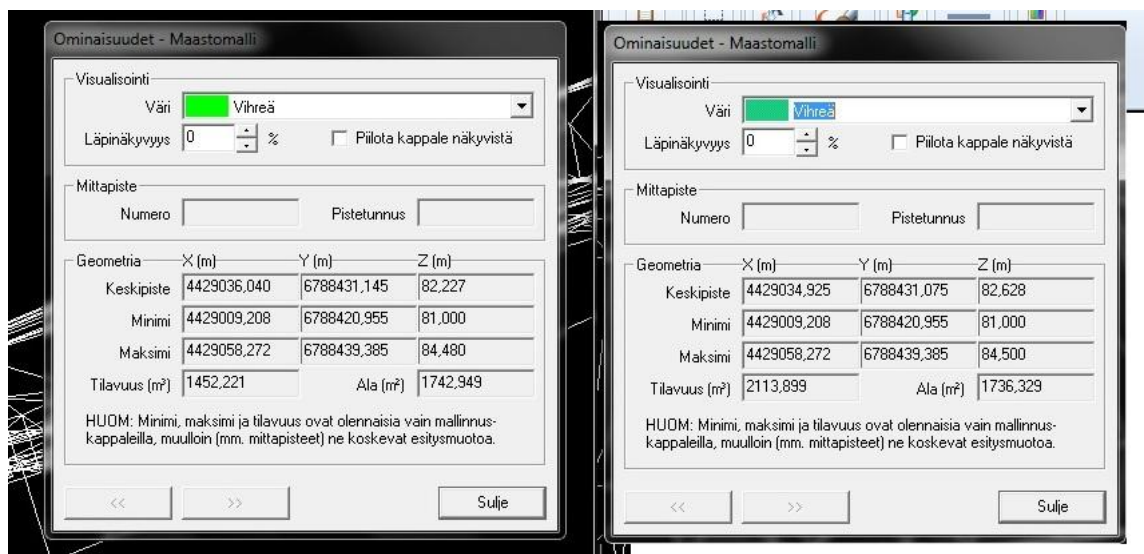 Ominaisuudet - Maastomalli
Visualisointi
Väri Vihreä
Läpinäkyvyys 0 % Piilota kappale näkyvistä
Mittapiste
Numero Pistetunnus
Geometria X (m) Y (m) Z (m)
Keskipiste 4429036,040 6788431,145 82,227
Minimi 4429009,208 6788420,955 81,000
Maksimi 4429058,272 6788439,385 84,480
Tilavuus (m³) 1452,221 Ala (m²) 1742,949
HUOM: Minimi, maksimi ja tilavuus ovat olennaisia vain mallinnus-
kappaleilla, muulloin (mm. mittapisteet) ne koskevat esitysmuotoa.
<< >> Sulje
Ominaisuudet - Maastomalli
Visualisointi
Väri Vihreä
Läpinäkyvyys 0 % Piilota kappale näkyvistä
Mittapiste
Numero Pistetunnus
Geometria X (m) Y (m) Z (m)
Keskipiste 4429034,925 6788431,075 82,628
Minimi 4429009,208 6788420,955 81,000
Maksimi 4429058,272 6788439,385 84,500
Tilavuus (m³) 2113,899 Ala (m²) 1736,329
HUOM: Minimi, maksimi ja tilavuus ovat olennaisia vain mallinnus-
kappaleilla, muulloin (mm. mittapisteet) ne koskevat esitysmuotoa.
<< >> Sulje